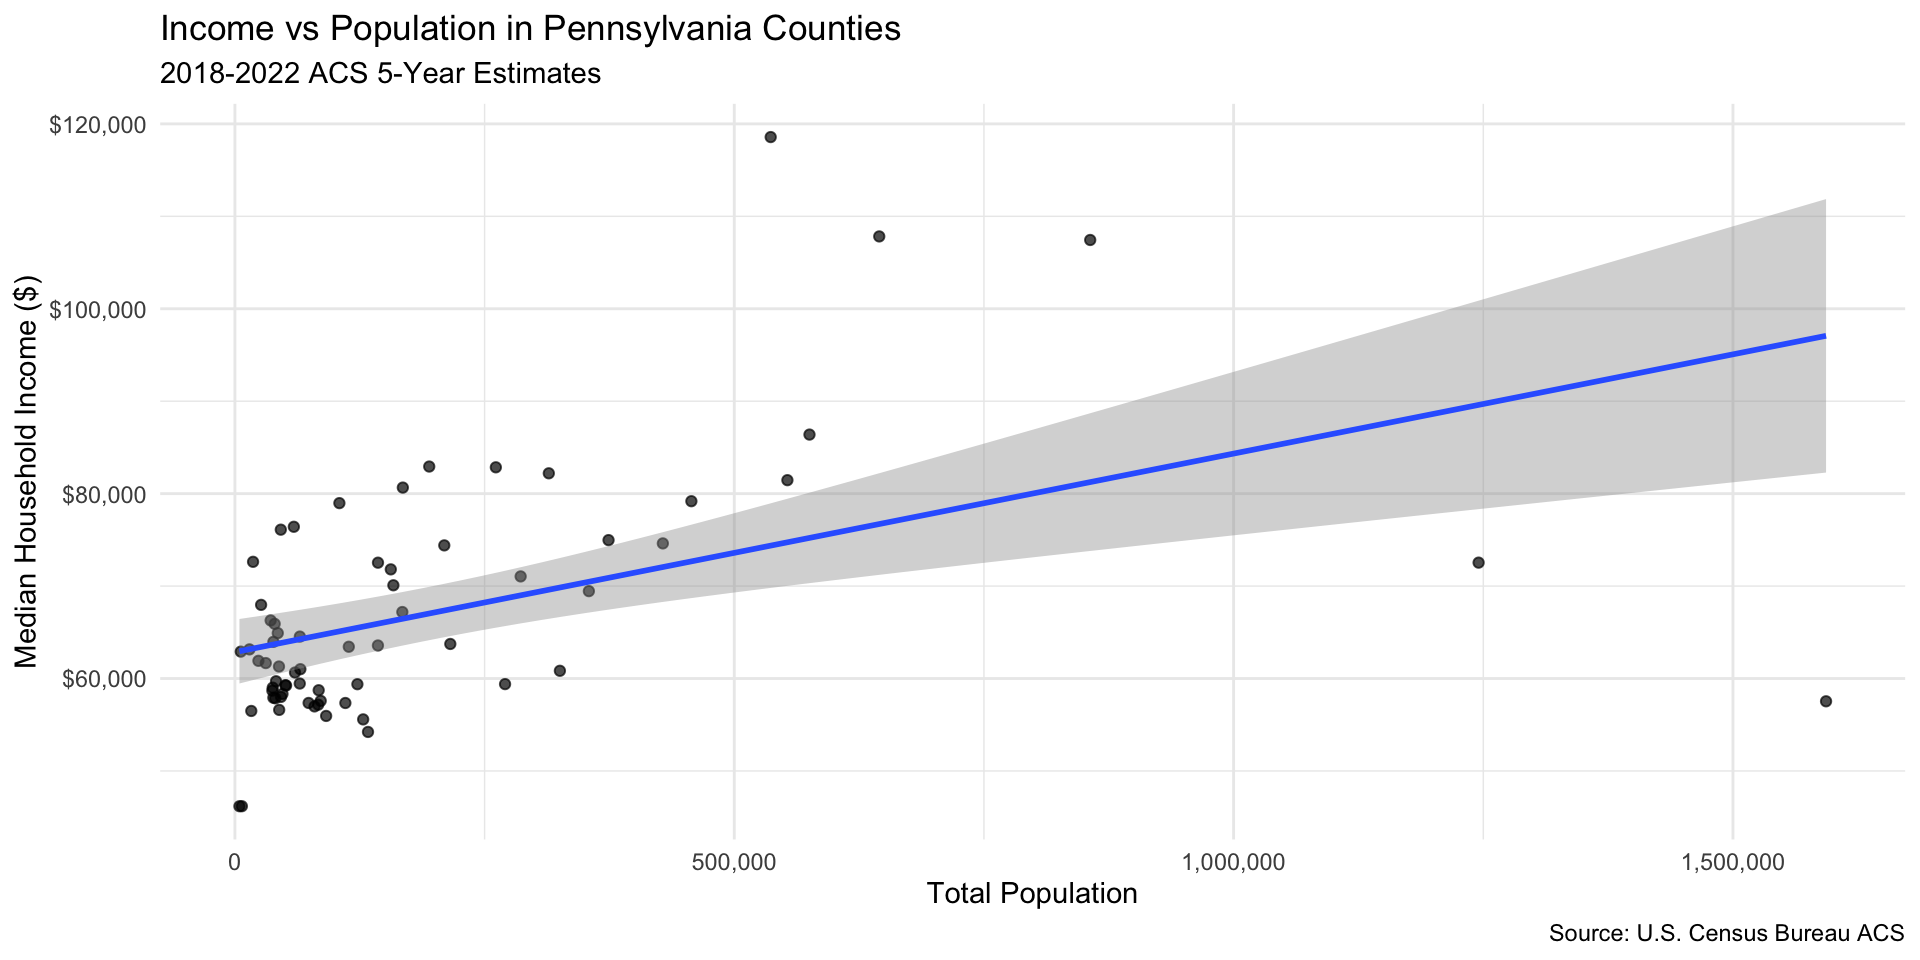 Income vs Population in Pennsylvania Counties
2018-2022 ACS 5-Year Estimates
Median Household Income ($)
$120,000
$100,000
$80,000
$60,000
0
500,000
1,000,000
1,500,000
Total Population
Source: U.S. Census Bureau ACS